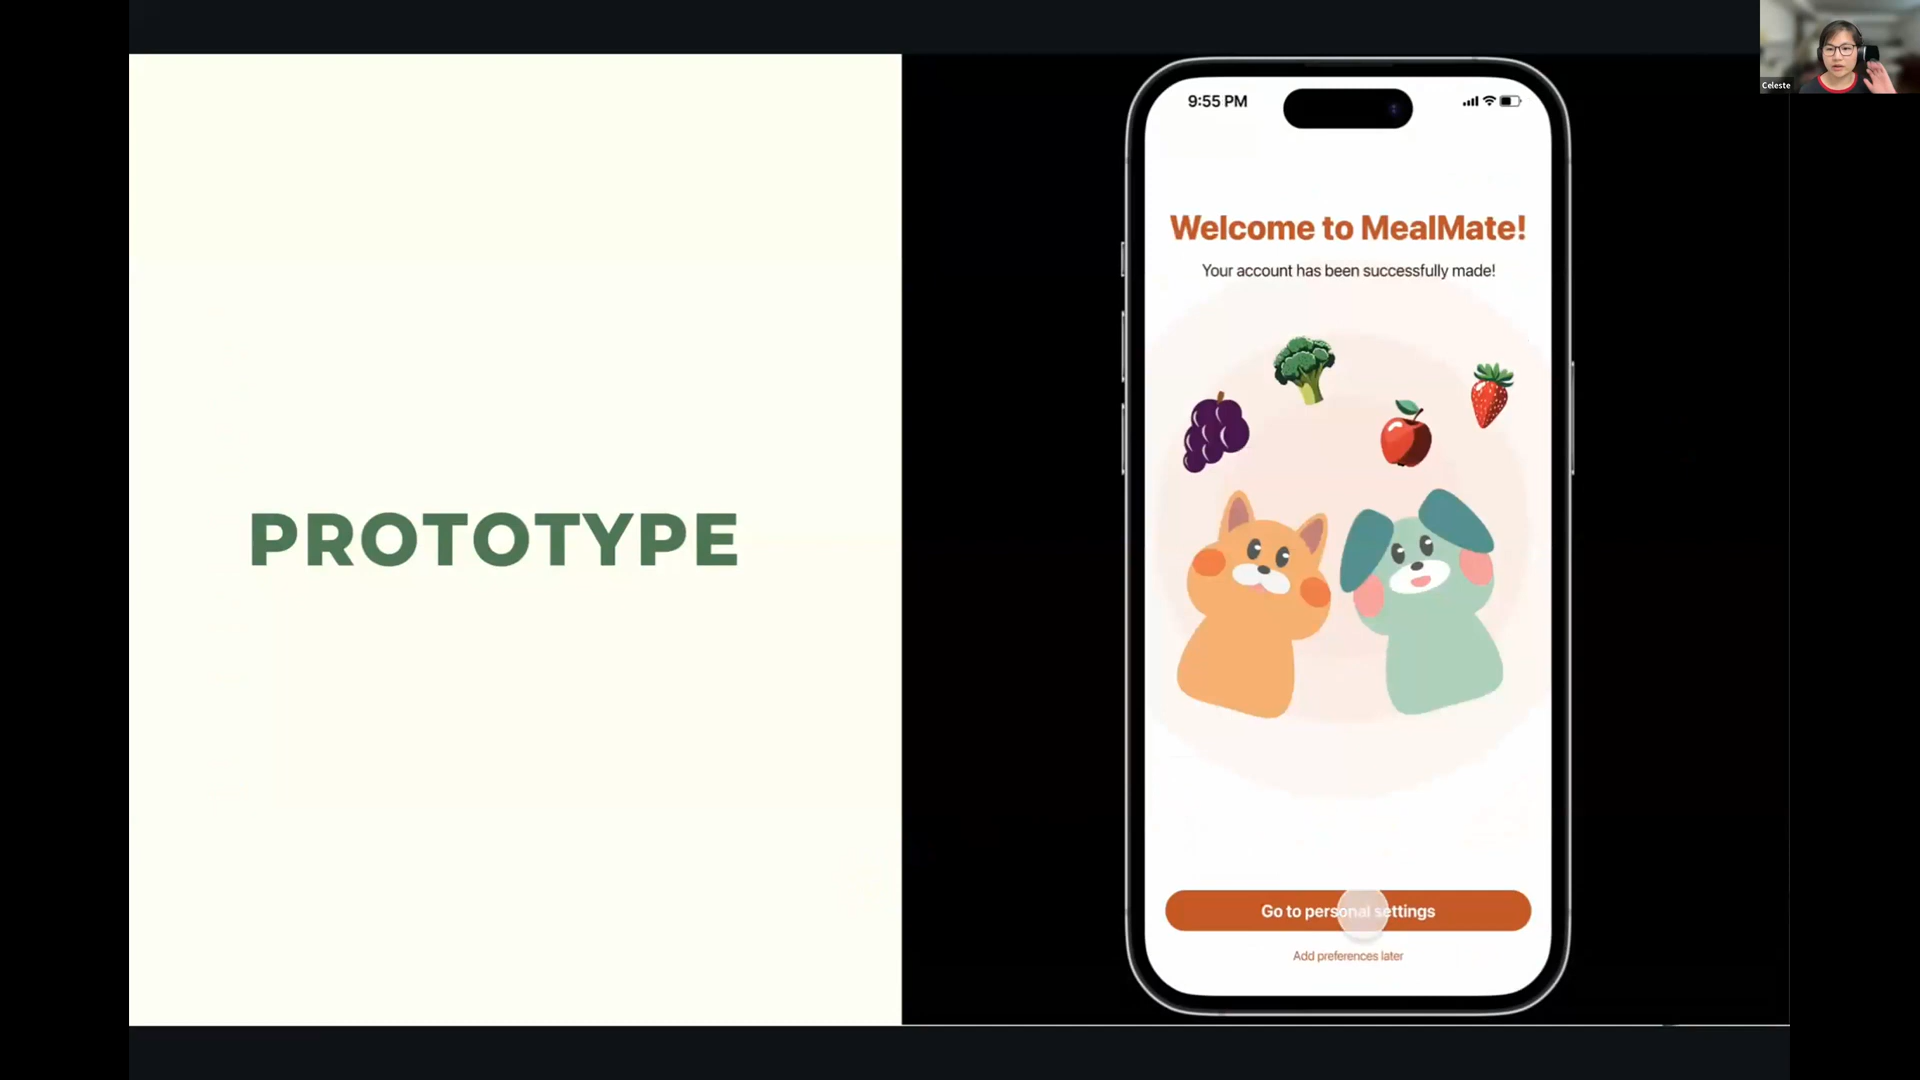 PROTOTYPE
9:55 PM
Welcome to MealMate!
Your account has been successfully made!
Go to personal settings
Add preferences later
Celeste